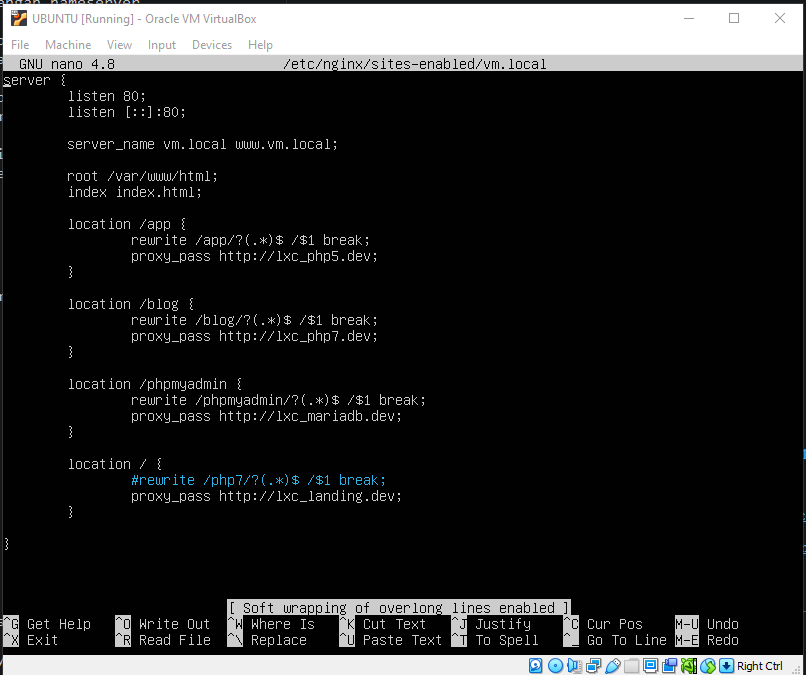 UBUNTU [Running] - Oracle VM VirtualBox
File Machine View Input Devices Help
GNU nano 4.8 /etc/nginx/sites-enabled/vm.local
server {
listen 80;
listen [::]:80;
server_name vm.local www.vm.local;
root /var/www/html;
index index.html;
location /app {
rewrite /app/?(.*)$ /$1 break;
proxy_pass http://lxc_php5.dev;
}
location /blog {
rewrite /blog/?(.*)$ /$1 break;
proxy_pass http://lxc_php7.dev;
}
location /phpmyadmin {
rewrite /phpmyadmin/?(.*)$ /$1 break;
proxy_pass http://lxc_mariadb.dev;
}
location / {
#rewrite /php7/?(.*)$ /$1 break;
proxy_pass http://lxc_landing.dev;
}
}
[ Soft wrapping of overlong lines enabled ]
^G Get Help ^O Write Out ^W Where Is ^K Cut Text ^J Justify ^C Cur Pos M-U Undo
^X Exit ^R Read File ^\ Replace ^U Paste Text ^T To Spell ^_ Go To Line M-E Redo
Right Ctrl